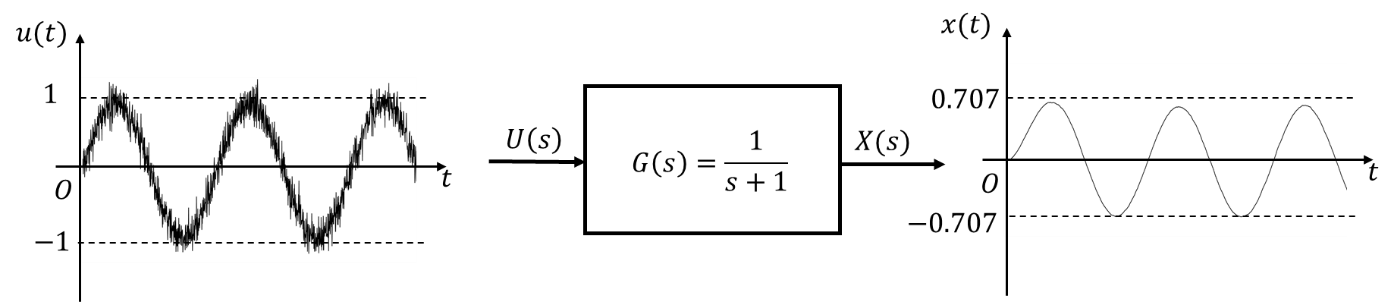 u(t)
1
O
t
−1
U(s)
G(s) = 1/(s + 1)
X(s)
x(t)
0.707
O
t
−0.707